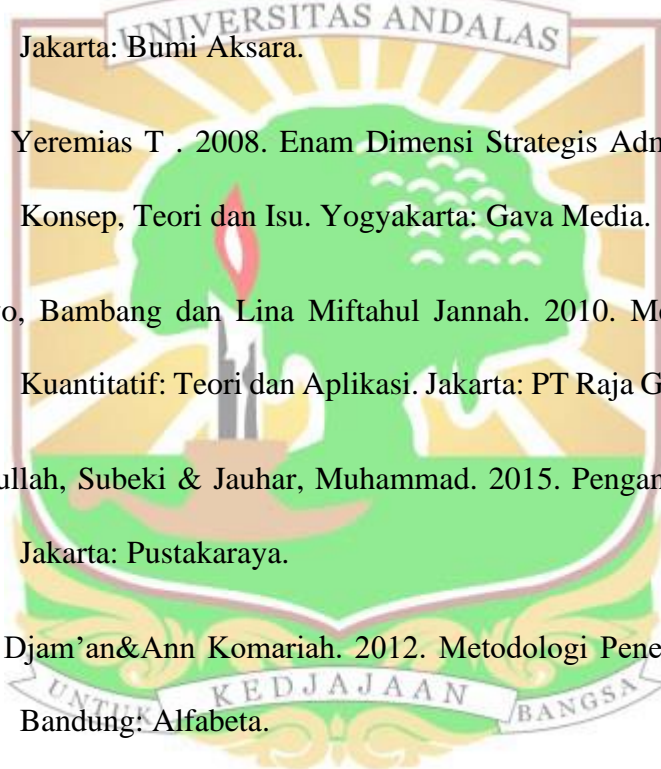 UNIVERSITAS ANDALAS
Jakarta: Bumi Aksara.
Yeremias T . 2008. Enam Dimensi Strategis Adm
Konsep, Teori dan Isu. Yogyakarta: Gava Media.
o, Bambang dan Lina Miftahul Jannah. 2010. Me
Kuantitatif: Teori dan Aplikasi. Jakarta: PT Raja G
ullah, Subeki & Jauhar, Muhammad. 2015. Pengan
Jakarta: Pustakaraya.
Djam’an&Ann Komariah. 2012. Metodologi Pene
UNTUK KEDJAJAAN BANGSA
Bandung: Alfabeta.